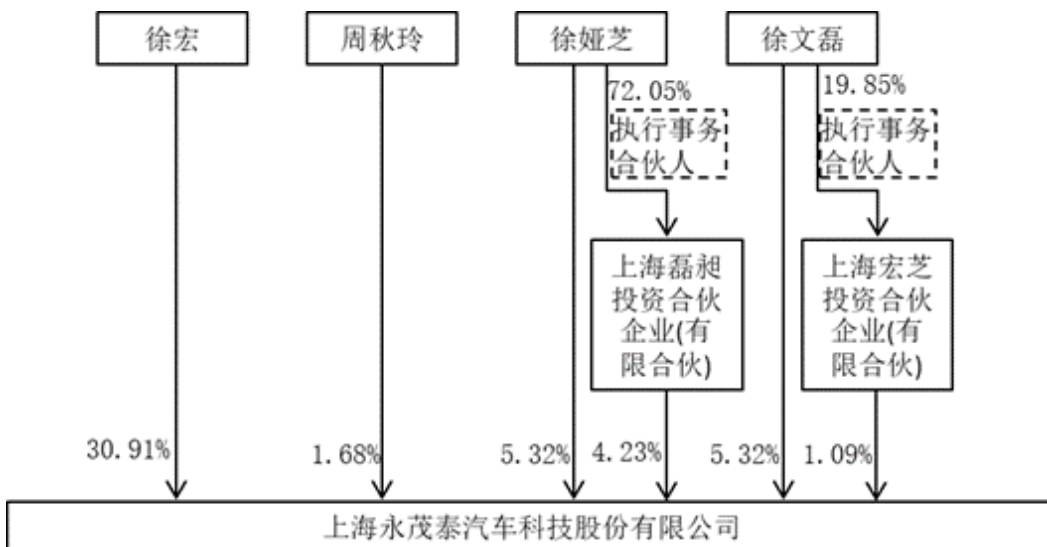 徐宏
周秋玲
徐娅芝
徐文磊
72.05%
执行事务
合伙人
19.85%
执行事务
合伙人
上海磊昶
投资合伙
企业(有
限合伙)
上海宏芝
投资合伙
企业(有
限合伙)
30.91%
1.68%
5.32%
4.23%
5.32%
1.09%
上海永茂泰汽车科技股份有限公司